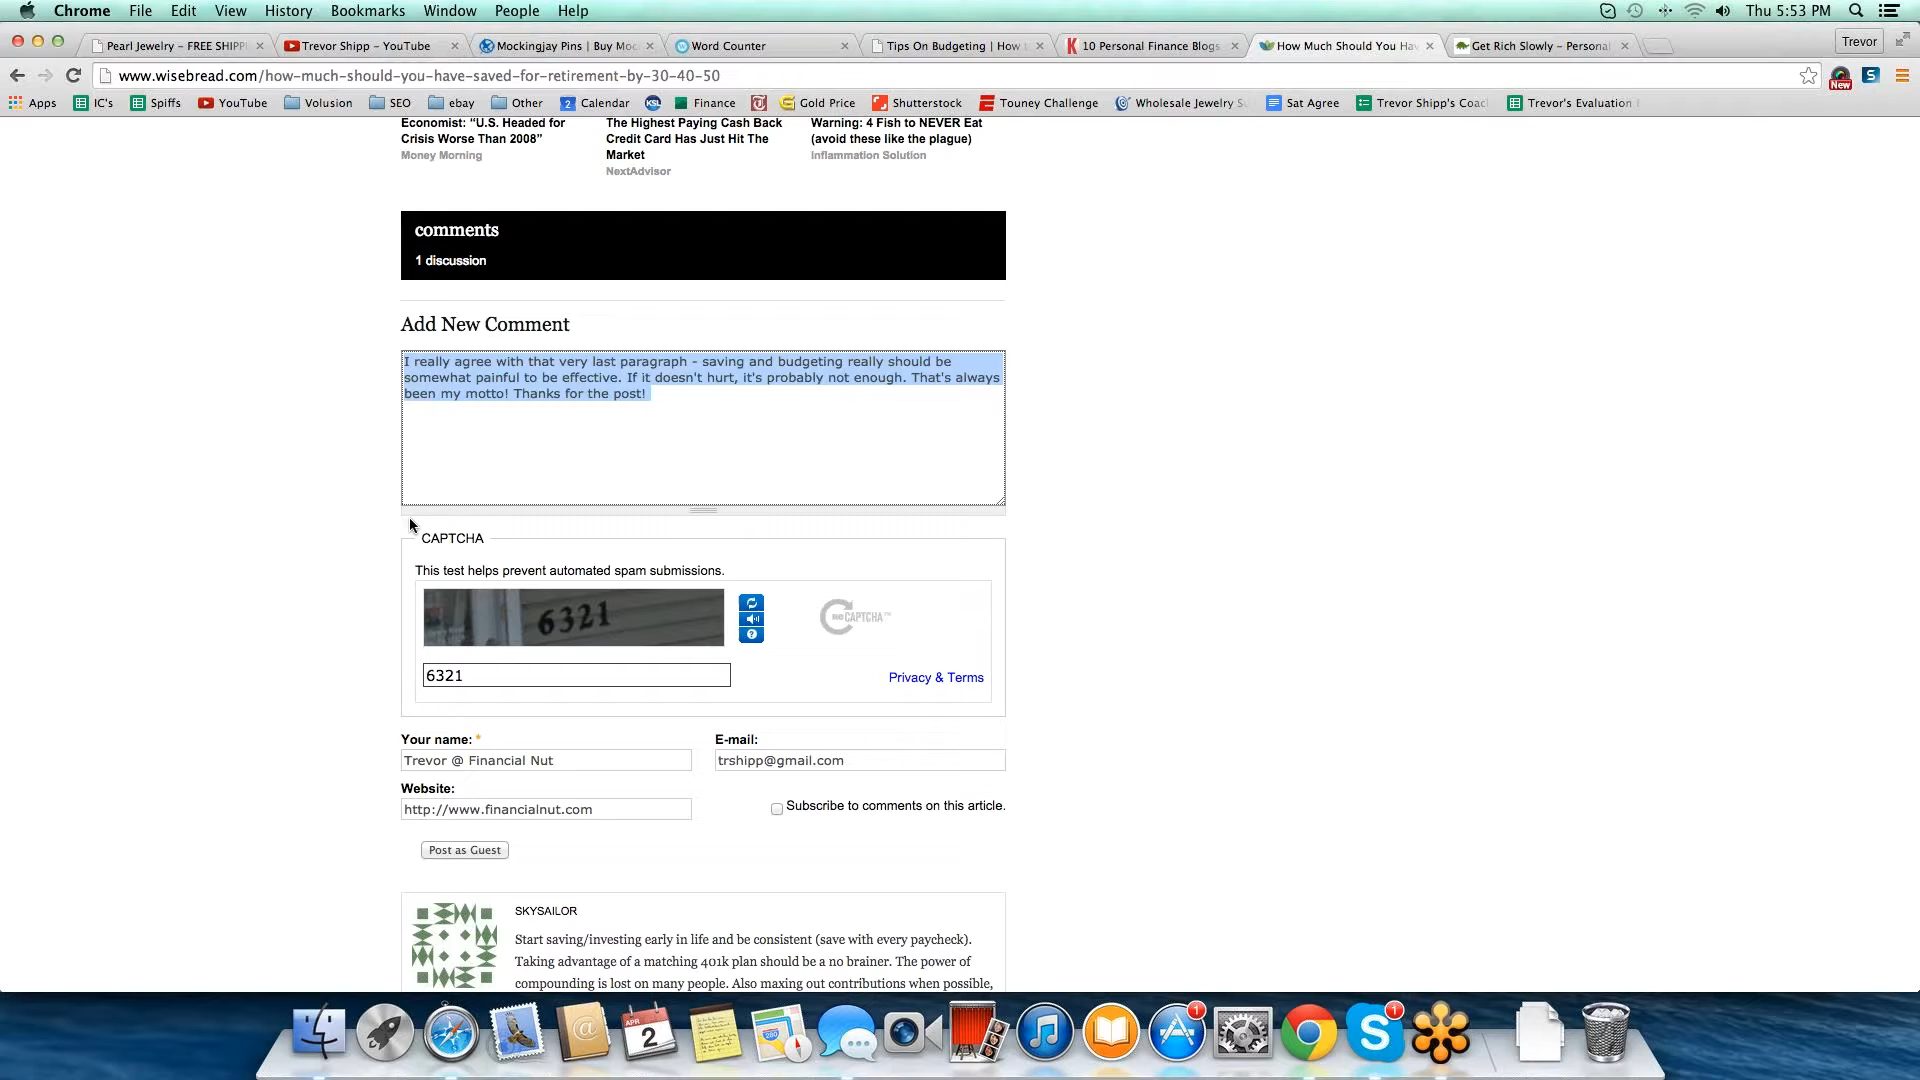 Chrome File Edit View History Bookmarks Window People Help Thu 5:53 PM
Pearl Jewelry – FREE SHIPP Trevor Shipp – YouTube Mockingjay Pins | Buy Moc Word Counter Tips On Budgeting | How 10 Personal Finance Blogs How Much Should You Hav Get Rich Slowly – Personal Trevor
www.wisebread.com/how-much-should-you-have-saved-for-retirement-by-30-40-50 New
Apps IC's Spiffs YouTube Volusion SEO ebay Other 2 Calendar KSL Finance Gold Price Shutterstock Touney Challenge Wholesale Jewelry Su Sat Agree Trevor Shipp's Coac Trevor's Evaluation
Economist: “U.S. Headed for Crisis Worse Than 2008”
Money Morning
The Highest Paying Cash Back Credit Card Has Just Hit The Market
NextAdvisor
Warning: 4 Fish to NEVER Eat (avoid these like the plague)
Inflammation Solution
comments
1 discussion
Add New Comment
I really agree with that very last paragraph - saving and budgeting really should be
somewhat painful to be effective. If it doesn't hurt, it's probably not enough. That's always
been my motto! Thanks for the post!
CAPTCHA
This test helps prevent automated spam submissions.
6321
reCAPTCHA™
6321
Privacy & Terms
Your name: * E-mail:
Trevor @ Financial Nut trshipp@gmail.com
Website:
http://www.financialnut.com Subscribe to comments on this article.
Post as Guest
SKYSAILOR
Start saving/investing early in life and be consistent (save with every paycheck).
Taking advantage of a matching 401k plan should be a no brainer. The power of
compounding is lost on many people. Also maxing out contributions when possible,
APR
2
280
1
S
1